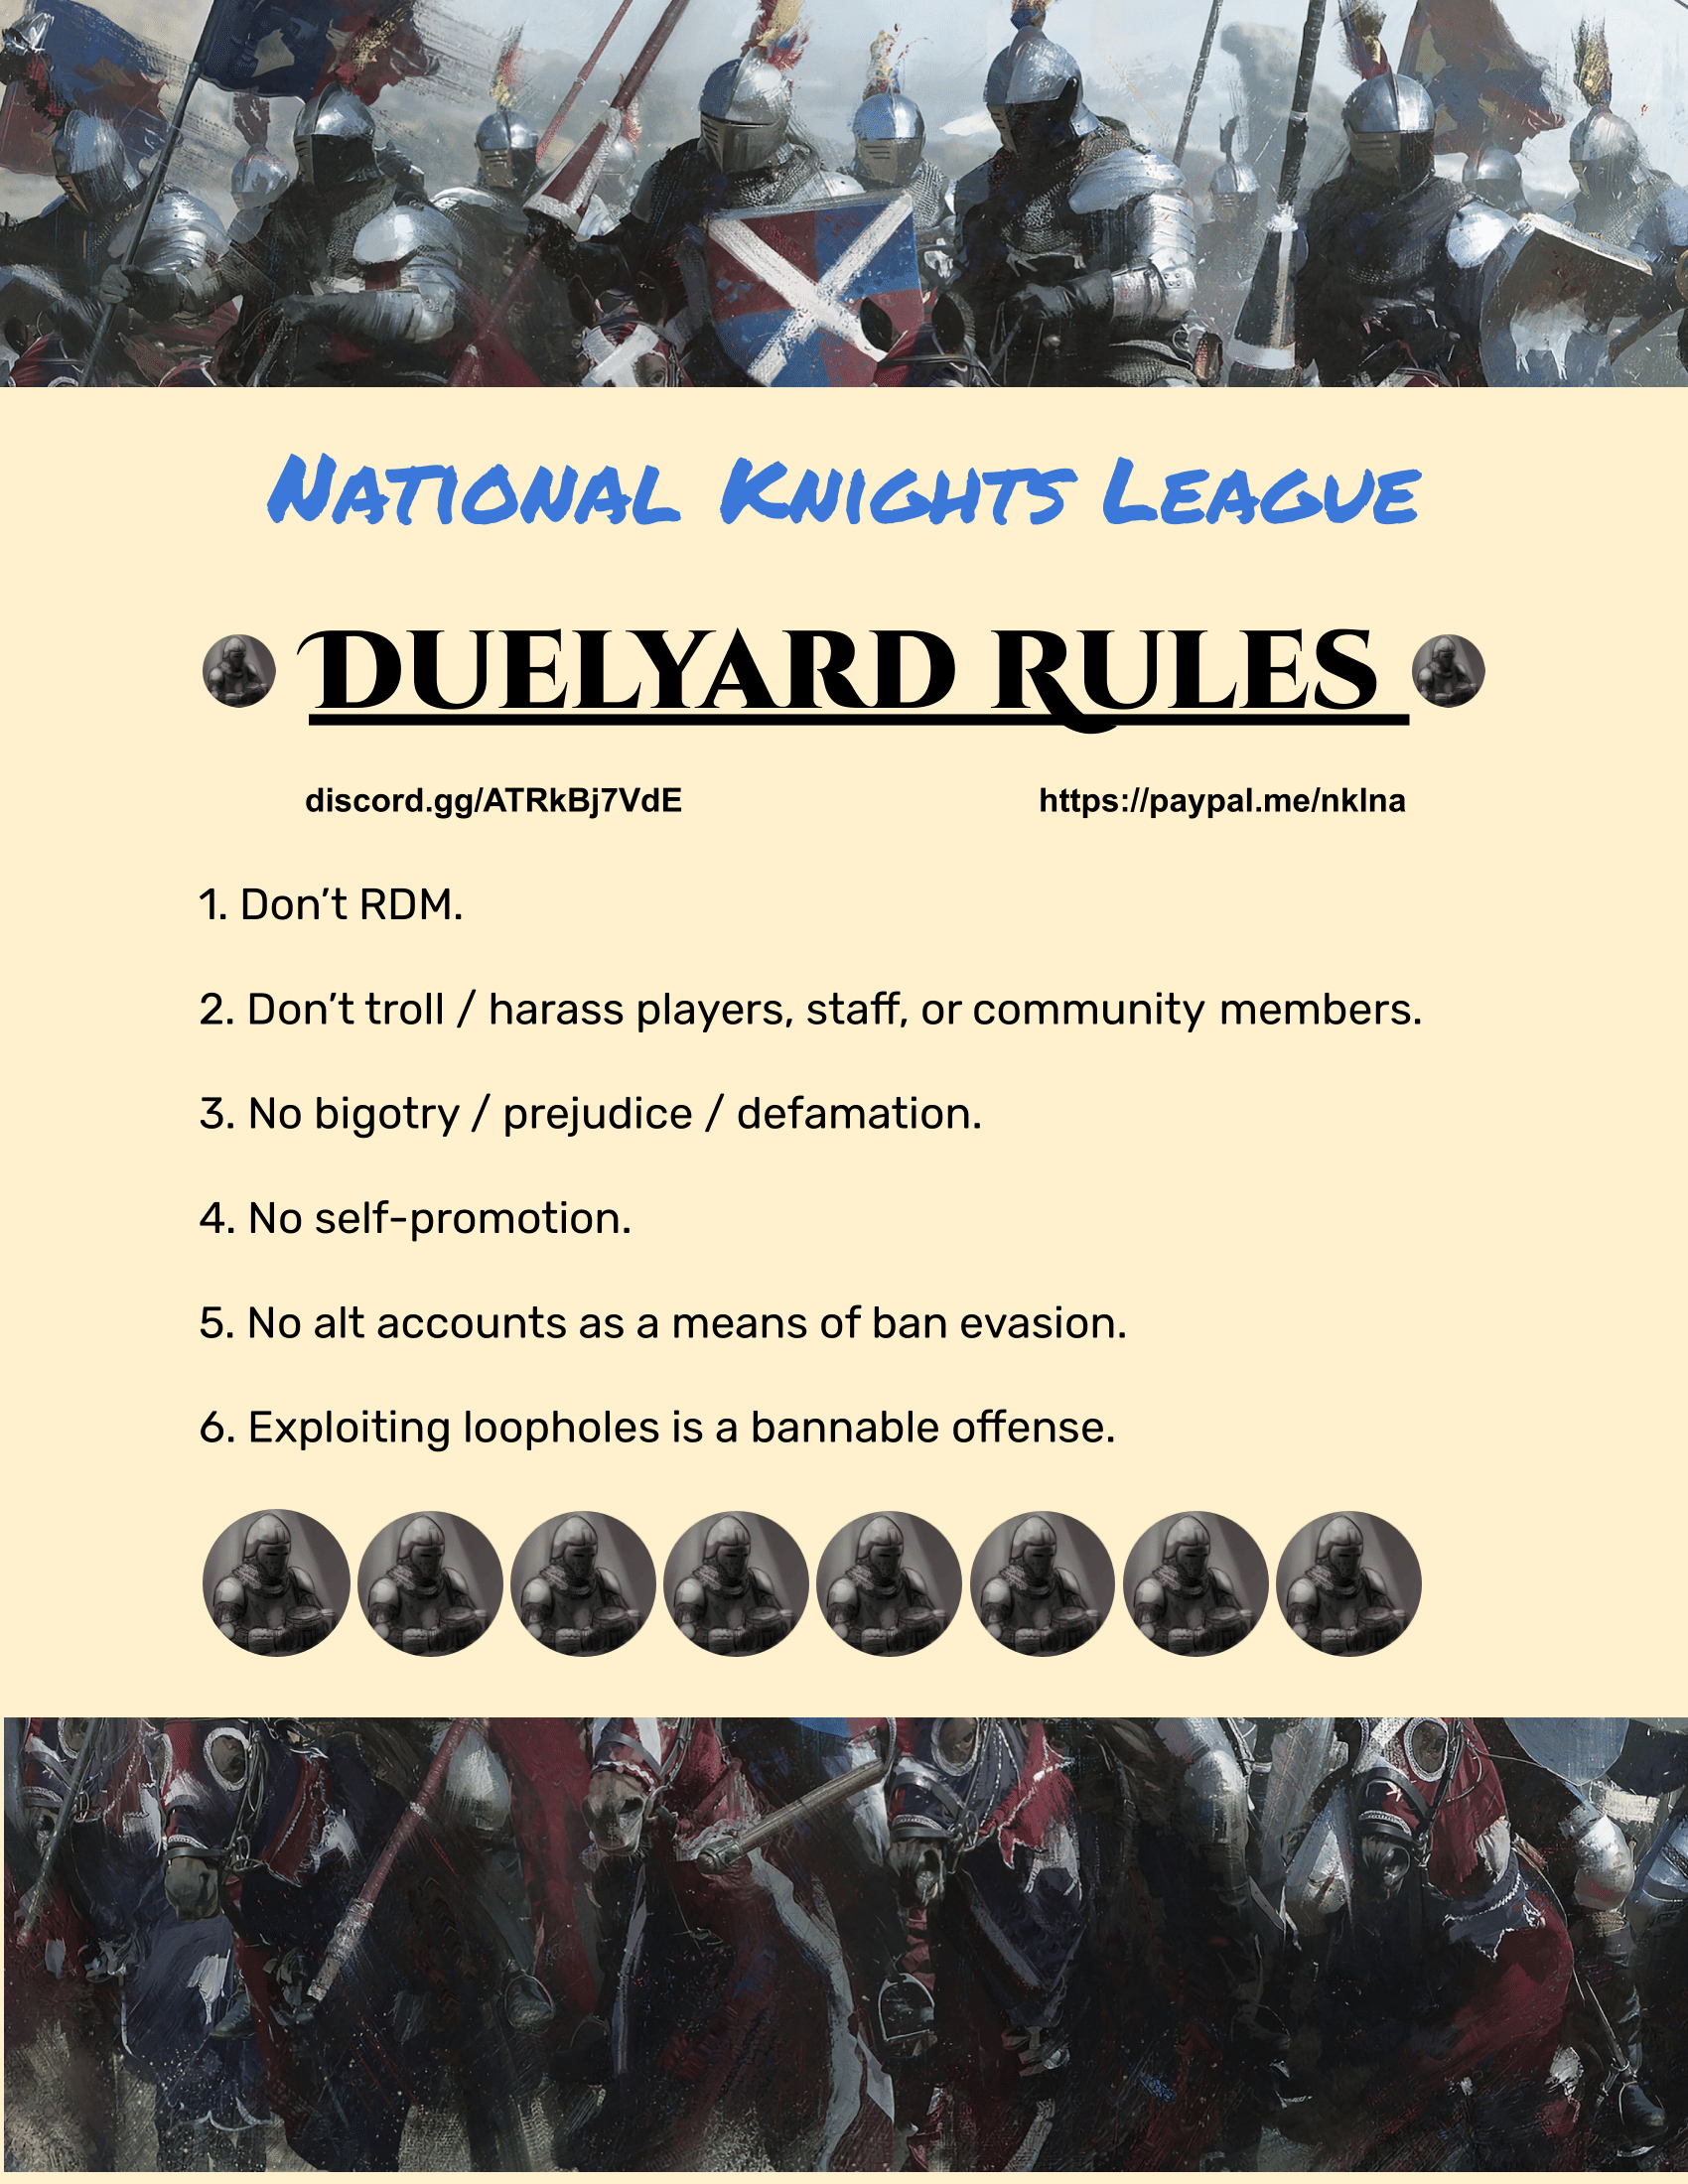 National Knights League
Duelyard Rules
discord.gg/ATRkBj7VdE https://paypal.me/nklna
1. Don’t RDM.
2. Don’t troll / harass players, staff, or community members.
3. No bigotry / prejudice / defamation.
4. No self-promotion.
5. No alt accounts as a means of ban evasion.
6. Exploiting loopholes is a bannable offense.